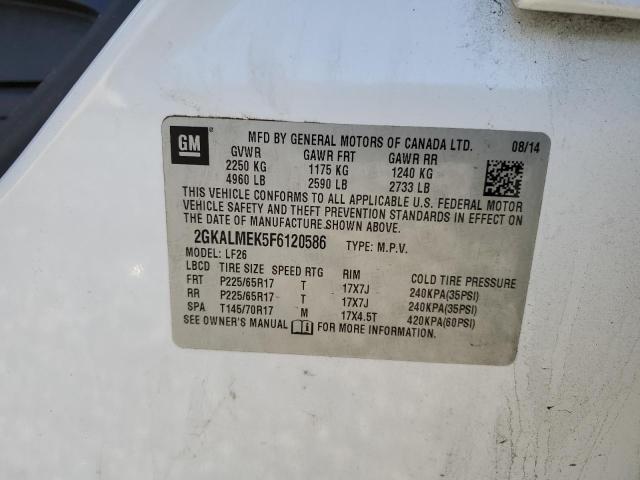 GM
MFD BY GENERAL MOTORS OF CANADA LTD. 08/14
GVWR GAWR FRT GAWR RR
2250 KG 1175 KG 1240 KG
4960 LB 2590 LB 2733 LB
THIS VEHICLE CONFORMS TO ALL APPLICABLE U.S. FEDERAL MOTOR
VEHICLE SAFETY AND THEFT PREVENTION STANDARDS IN EFFECT ON
THE DATE OF MANUFACTURE SHOWN ABOVE.
2GKALMEK5F6120586 TYPE: M.P.V.
MODEL: LF26
LBCD TIRE SIZE SPEED RTG RIM COLD TIRE PRESSURE
FRT P225/65R17 T 17X7J 240KPA(35PSI)
RR P225/65R17 T 17X7J 240KPA(35PSI)
SPA T145/70R17 M 17X4.5T 420KPA(60PSI)
SEE OWNER'S MANUAL FOR MORE INFORMATION.